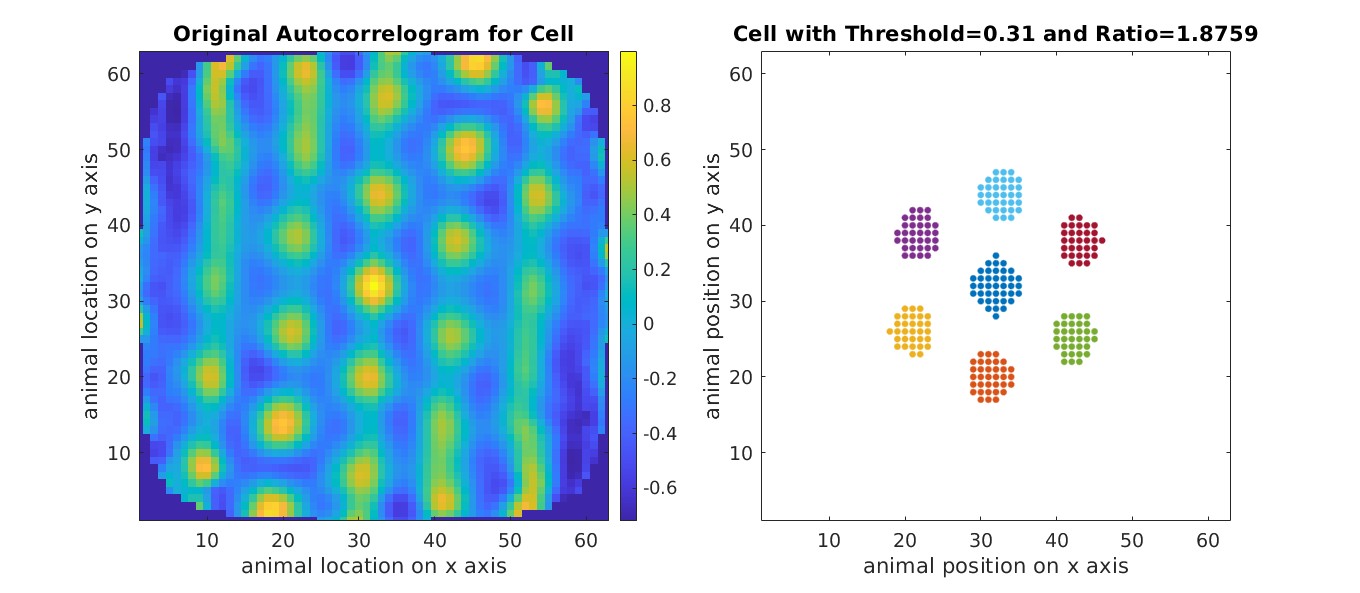 Original Autocorrelogram for Cell
60
50
40
30
20
10
animal location on y axis
10 20 30 40 50 60
animal location on x axis
0.8
0.6
0.4
0.2
0
-0.2
-0.4
-0.6
Cell with Threshold=0.31 and Ratio=1.8759
60
50
40
30
20
10
animal position on y axis
10 20 30 40 50 60
animal position on x axis